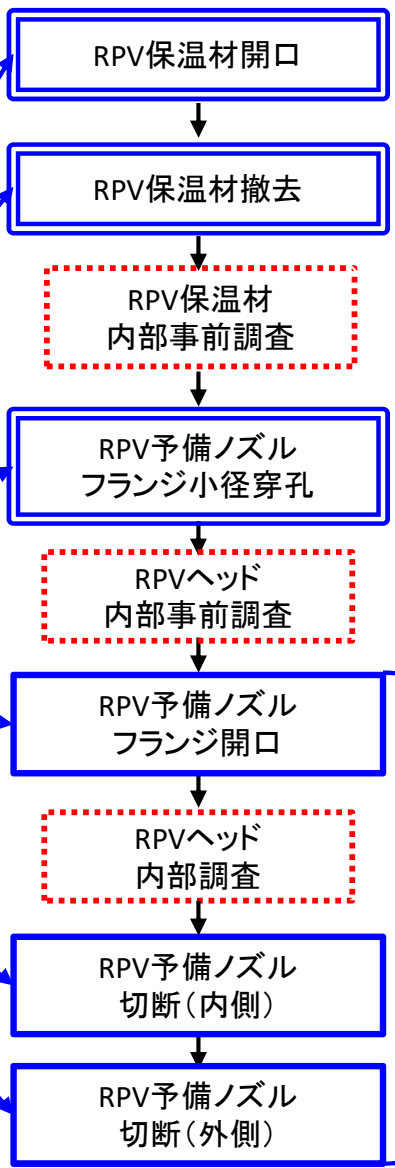 RPV保温材開口
RPV保温材撤去
RPV保温材
内部事前調査
RPV予備ノズル
フランジ小径穿孔
RPVヘッド
内部事前調査
RPV予備ノズル
フランジ開口
RPVヘッド
内部調査
RPV予備ノズル
切断（内側）
RPV予備ノズル
切断（外側）